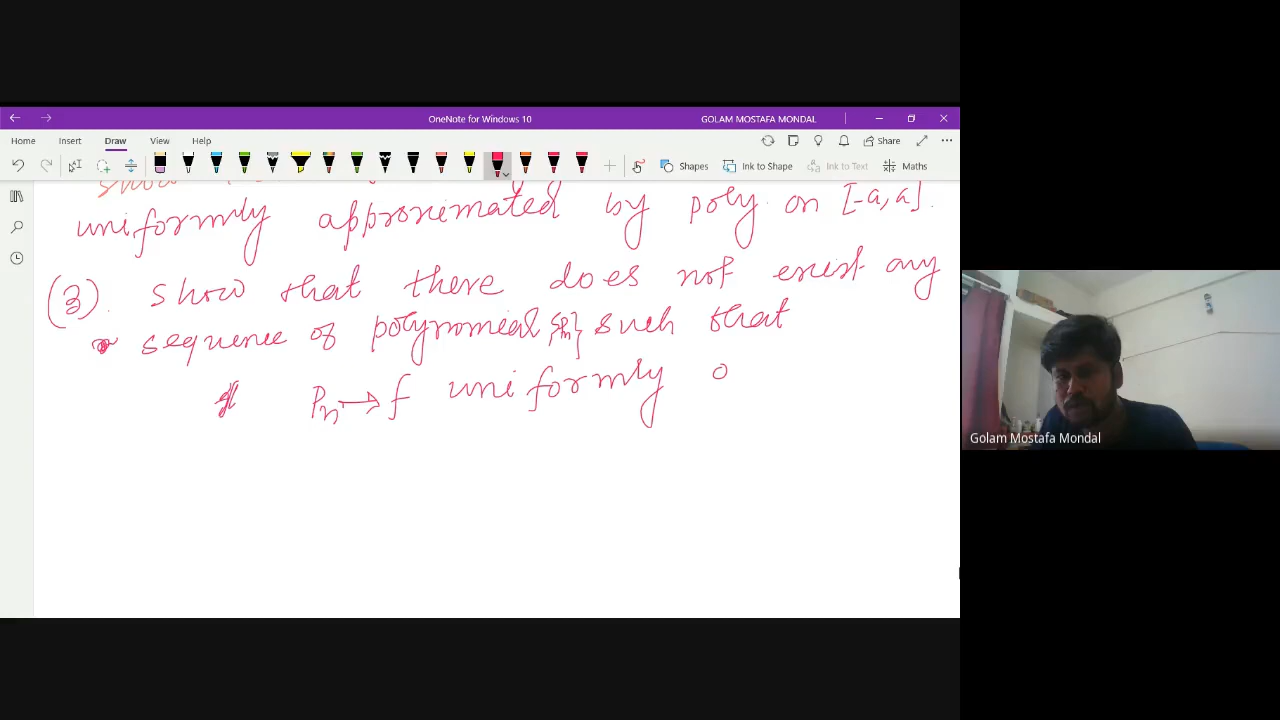 OneNote for Windows 10
GOLAM MOSTAFA MONDAL
Home Insert Draw View Help
Share
Shapes Ink to Shape Ink to Text Maths
show
uniformly approximated by poly. on [-a, a].
(3). Show that there does not exist any
sequence of polynomial {Pn} such that
Pn → f uniformly o
Golam Mostafa Mondal